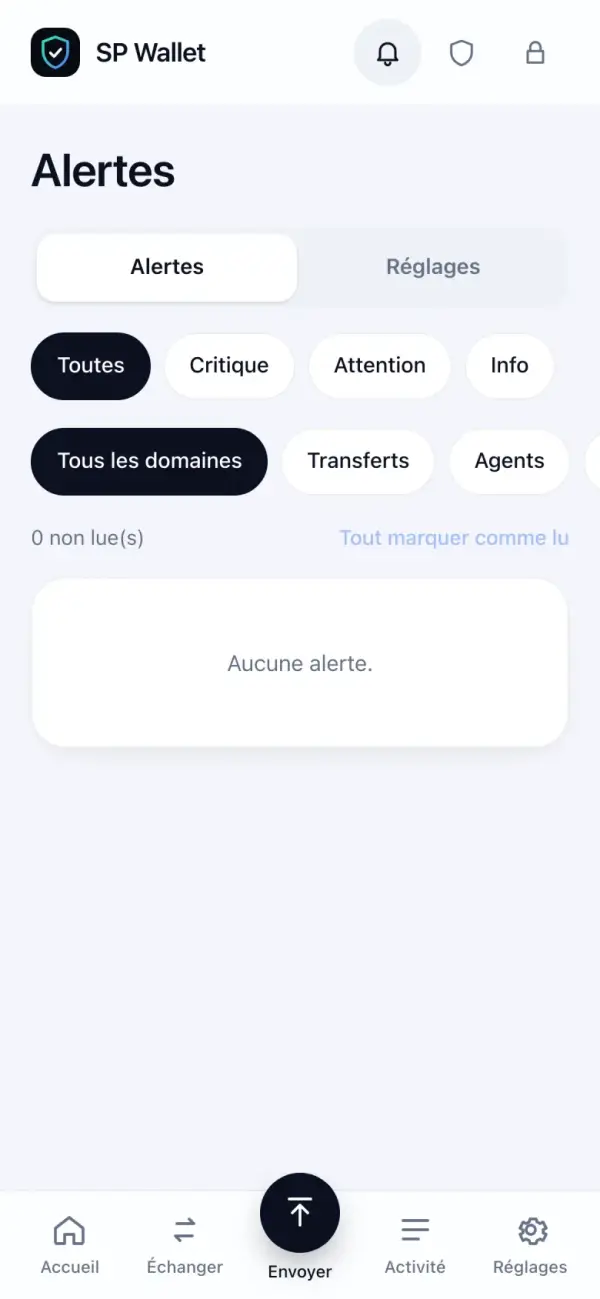 SP Wallet
Alertes
Alertes
Réglages
Toutes
Critique
Attention
Info
Tous les domaines
Transferts
Agents
0 non lue(s)
Tout marquer comme lu
Aucune alerte.
Accueil
Échanger
Envoyer
Activité
Réglages